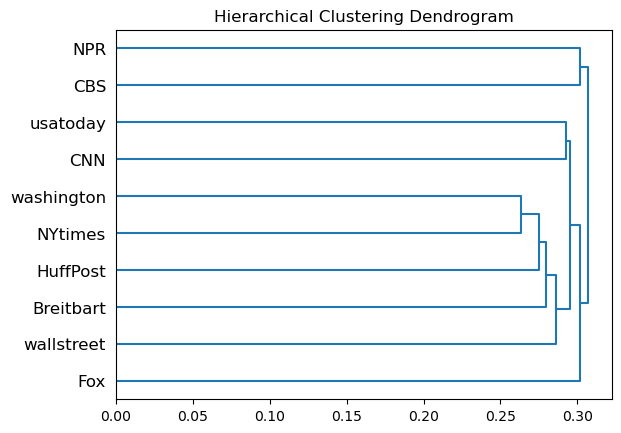 Hierarchical Clustering Dendrogram
NPR
CBS
usatoday
CNN
washington
NYtimes
HuffPost
Breitbart
wallstreet
Fox
0.00 0.05 0.10 0.15 0.20 0.25 0.30